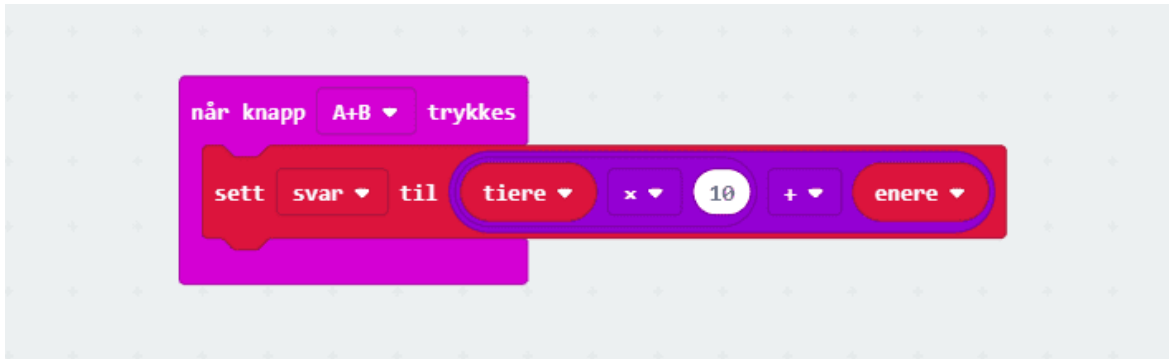 når knapp A+B trykkes
sett svar til tiere x 10 + enere